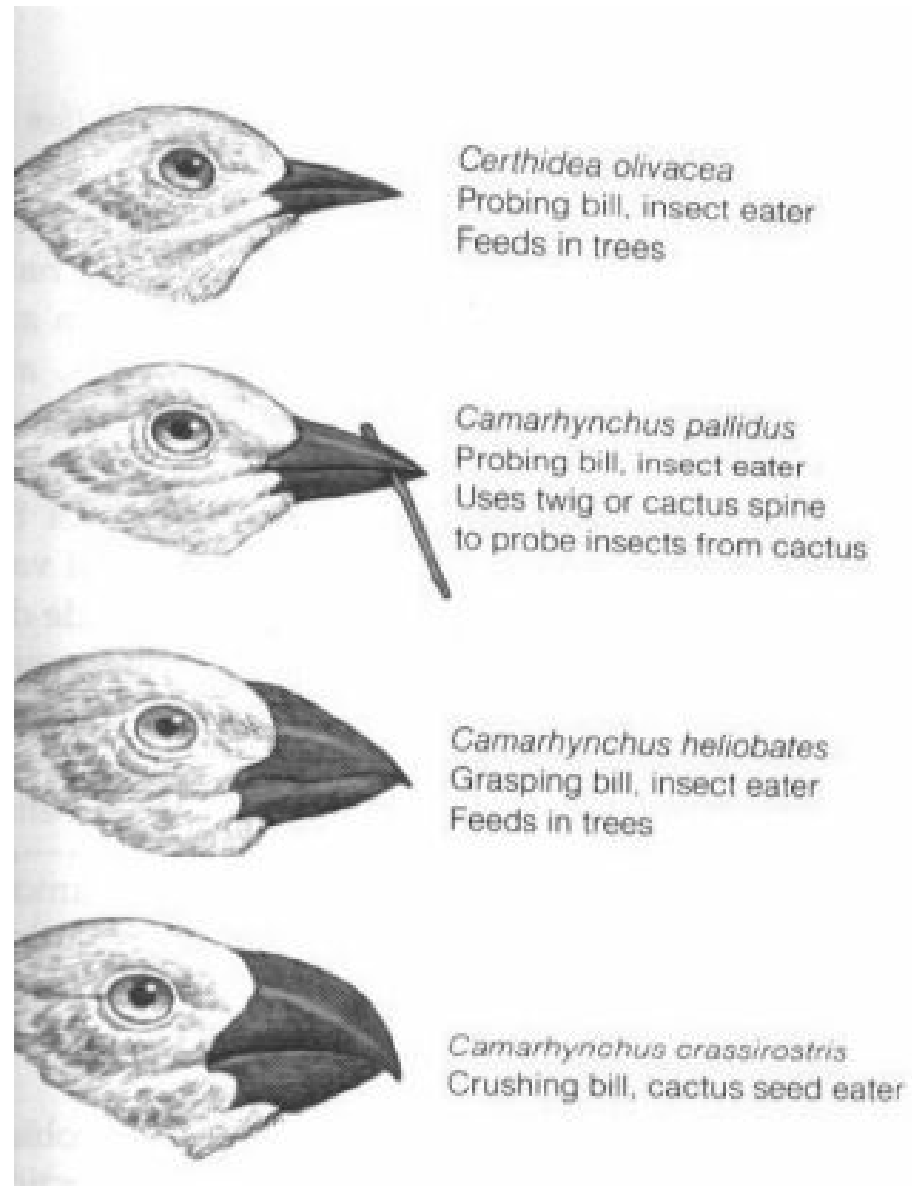 Certhidea olivacea
Probing bill, insect eater
Feeds in trees
Camarhynchus pallidus
Probing bill, insect eater
Uses twig or cactus spine
to probe insects from cactus
Camarhynchus heliobates
Grasping bill, insect eater
Feeds in trees
Camarhynchus crassirostris
Crushing bill, cactus seed eater